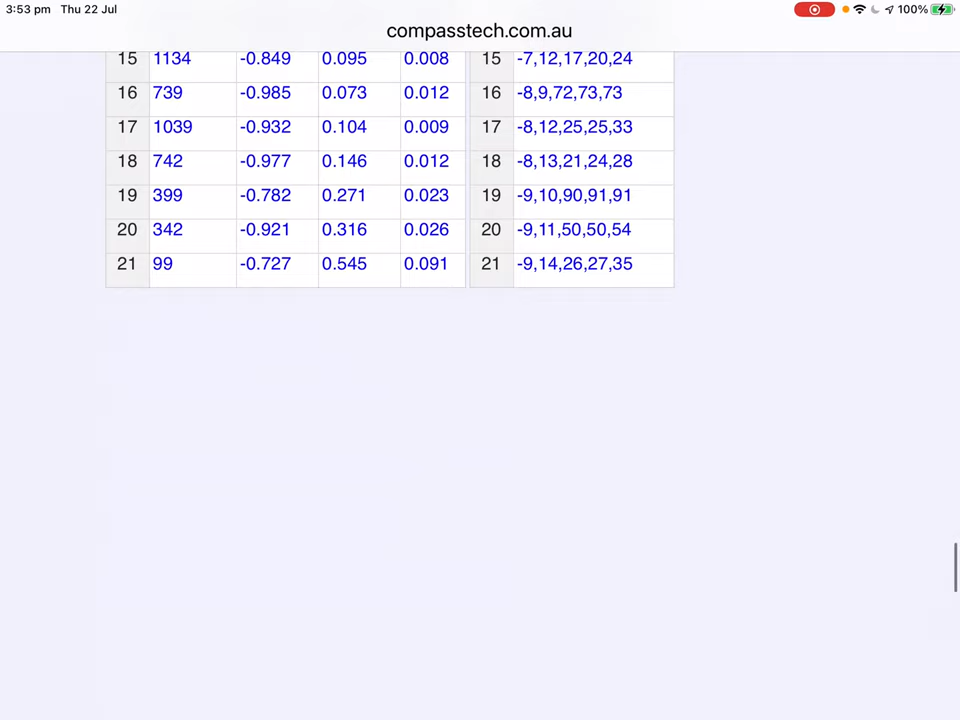 3:53 pm Thu 22 Jul 100%
compasstech.com.au
15 1134 -0.849 0.095 0.008 15 -7,12,17,20,24
16 739 -0.985 0.073 0.012 16 -8,9,72,73,73
17 1039 -0.932 0.104 0.009 17 -8,12,25,25,33
18 742 -0.977 0.146 0.012 18 -8,13,21,24,28
19 399 -0.782 0.271 0.023 19 -9,10,90,91,91
20 342 -0.921 0.316 0.026 20 -9,11,50,50,54
21 99 -0.727 0.545 0.091 21 -9,14,26,27,35